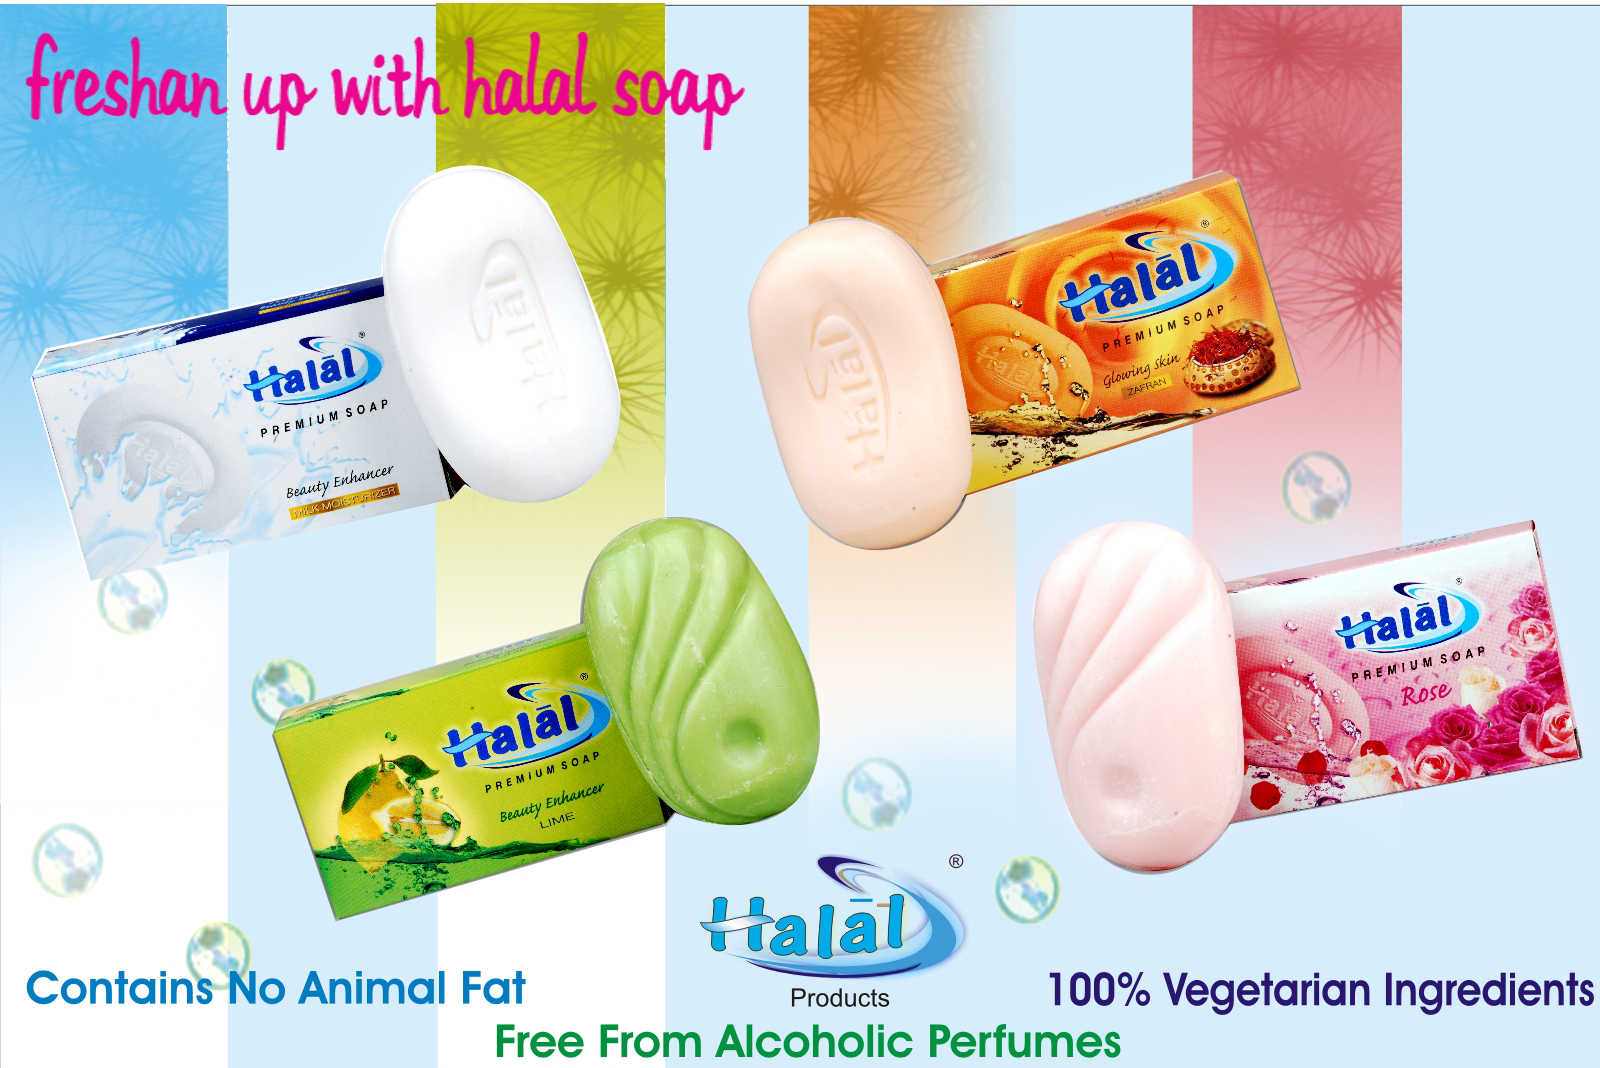 freshan up with halal soap
Halāl ®
PREMIUM SOAP
Beauty Enhancer
MILK MOISTURIZER
Halāl
Halāl ®
PREMIUM SOAP
Glowing Skin
ZAFRAN
Halāl
Halāl ®
PREMIUM SOAP
Beauty Enhancer
LIME
Halāl ®
PREMIUM SOAP
Rose
Halāl ®
Products
Contains No Animal Fat
100% Vegetarian Ingredients
Free From Alcoholic Perfumes